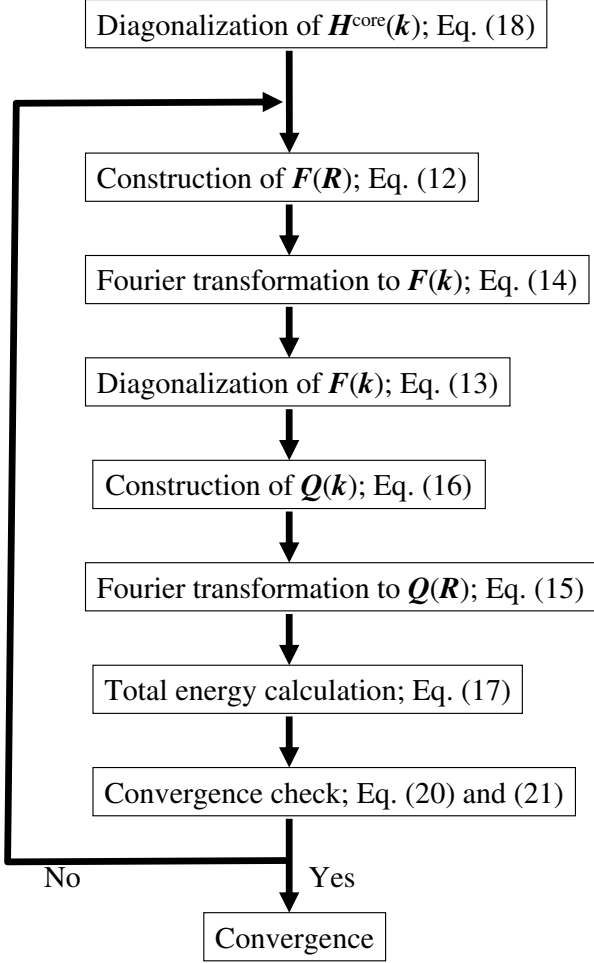 Diagonalization of H^core(k); Eq. (18)
Construction of F(R); Eq. (12)
Fourier transformation to F(k); Eq. (14)
Diagonalization of F(k); Eq. (13)
Construction of Q(k); Eq. (16)
Fourier transformation to Q(R); Eq. (15)
Total energy calculation; Eq. (17)
Convergence check; Eq. (20) and (21)
No Yes
Convergence